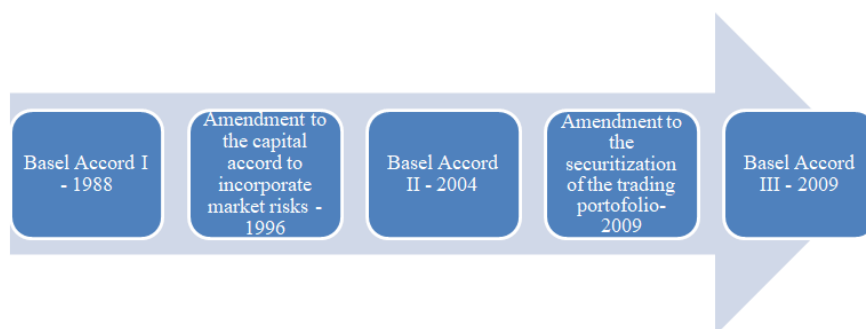 Basel Accord I
- 1988
Amendment to
the capital
accord to
incorporate
market risks -
1996
Basel Accord
II - 2004
Amendment to
the
securitization
of the trading
portofolio-
2009
Basel Accord
III - 2009